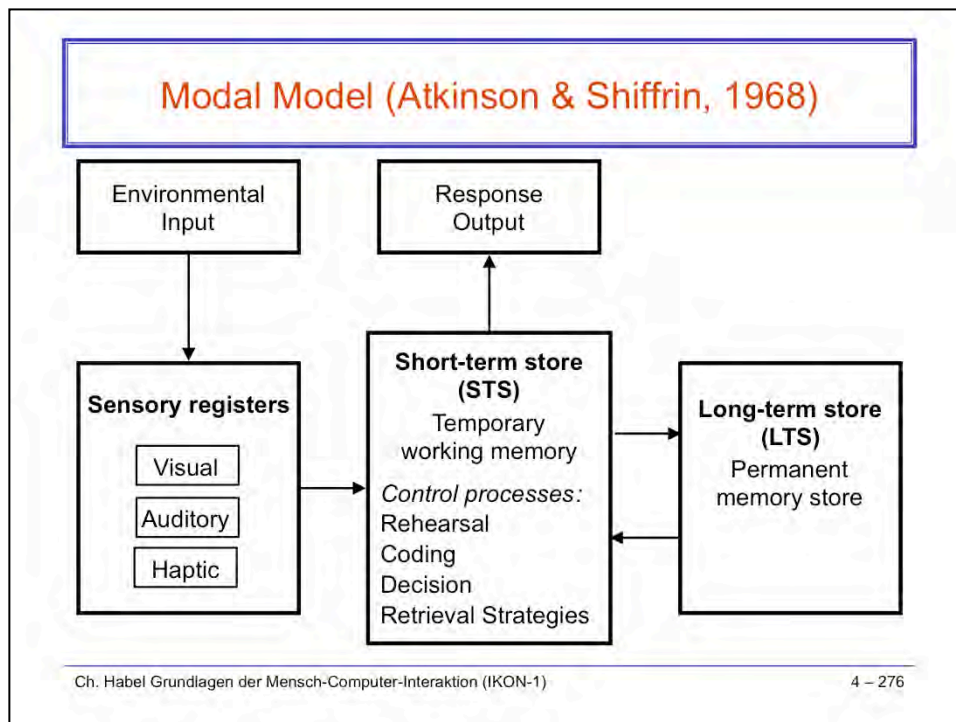 Modal Model (Atkinson & Shiffrin, 1968)
Environmental
Input
Response
Output
Sensory registers
Visual
Auditory
Haptic
Short-term store
(STS)
Temporary
working memory
Control processes:
Rehearsal
Coding
Decision
Retrieval Strategies
Long-term store
(LTS)
Permanent
memory store
Ch. Habel Grundlagen der Mensch-Computer-Interaktion (IKON-1)
4 – 276